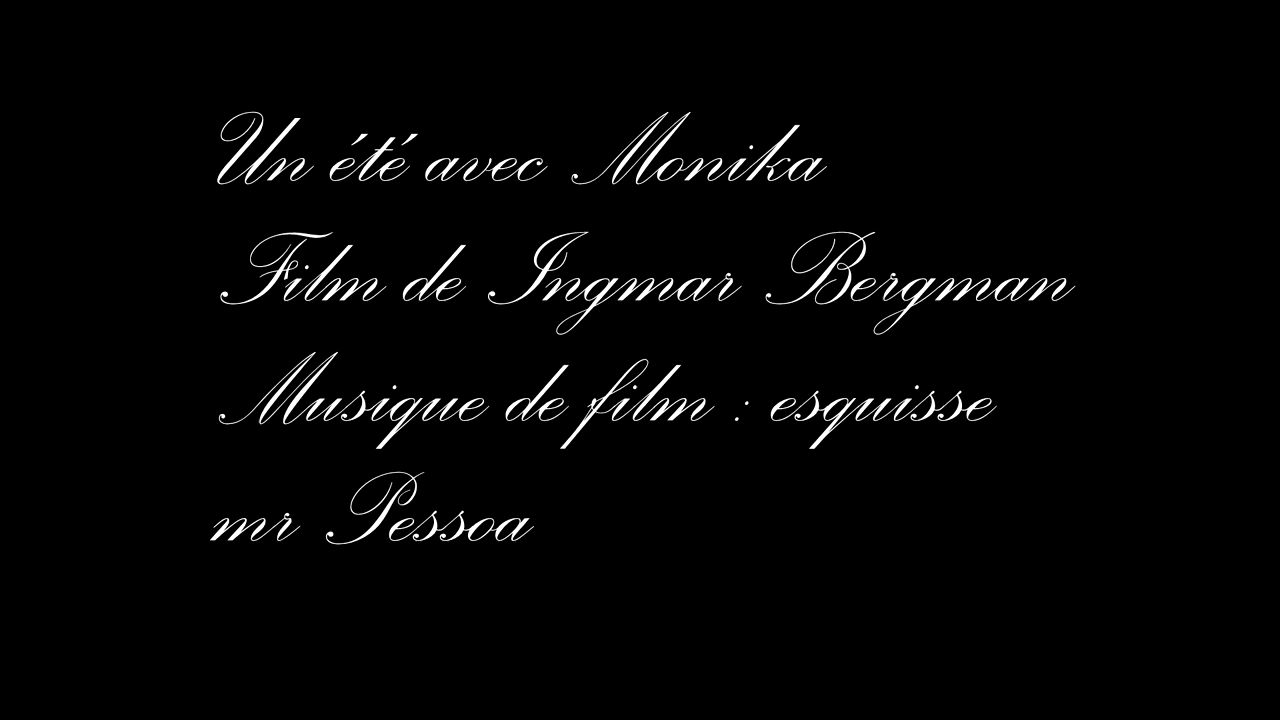 Un été avec Monika
Film de Ingmar Bergman
Musique de film : esquisse
mr Pessoa